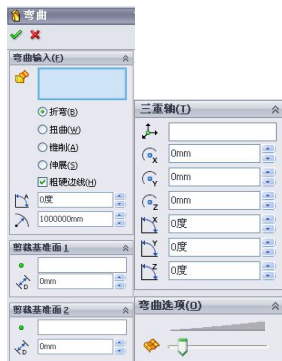 弯曲
弯曲输入(F)
折弯(B)
扭曲(W)
锥削(A)
伸展(S)
粗硬边线(H)
0度
1000000mm
剪裁基准面 1
0mm
剪裁基准面 2
0mm
三重轴(T)
0mm
0mm
0mm
0度
0度
0度
弯曲选项(O)